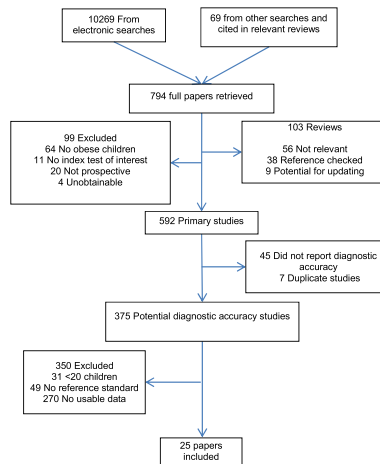 10269 From
electronic searches
69 from other searches and
cited in relevant reviews
794 full papers retrieved
99 Excluded
64 No obese children
11 No index test of interest
20 Not prospective
4 Unobtainable
103 Reviews
56 Not relevant
38 Reference checked
9 Potential for updating
592 Primary studies
45 Did not report diagnostic
accuracy
7 Duplicate studies
375 Potential diagnostic accuracy studies
350 Excluded
31 <20 children
49 No reference standard
270 No usable data
25 papers
included